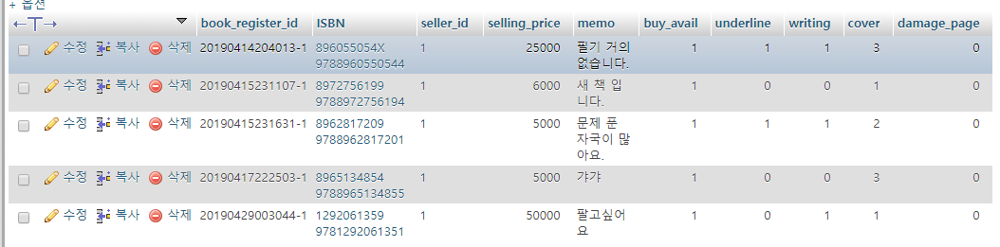 + 옵션
←T→ book_register_id ISBN seller_id selling_price memo buy_avail underline writing cover damage_page
수정 복사 삭제 20190414204013-1 896055054X 1 25000 필기 거의 1 1 1 3 0
9788960550544 없습니다.
수정 복사 삭제 20190415231107-1 8972756199 1 6000 새 책 입 1 0 0 1 0
9788972756194 니다.
수정 복사 삭제 20190415231631-1 8962817209 1 5000 문제 푼 1 1 1 2 0
9788962817201 자국이 많
아요.
수정 복사 삭제 20190417222503-1 8965134854 1 5000 갸갸 1 0 0 3 0
9788965134855
수정 복사 삭제 20190429003044-1 1292061359 1 50000 팔고싶어 1 0 1 1 0
9781292061351 요